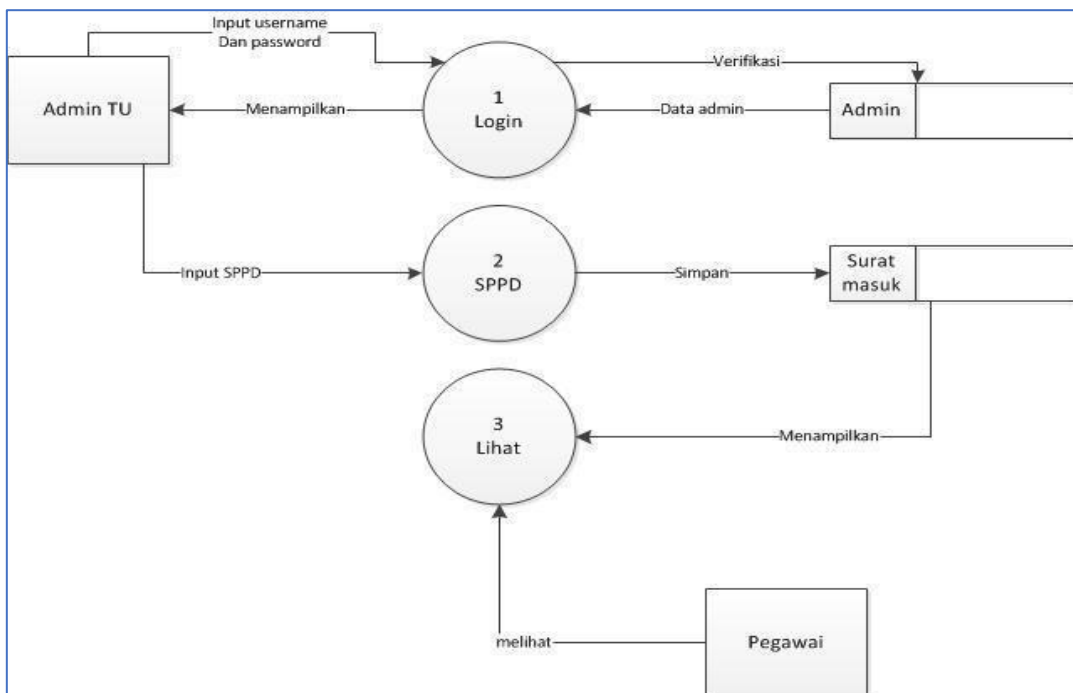 Input username
Dan password
Admin TU
Menampilkan
1
Login
Verifikasi
Data admin
Admin
Input SPPD
2
SPPD
Simpan
Surat
masuk
3
Lihat
Menampilkan
melihat
Pegawai